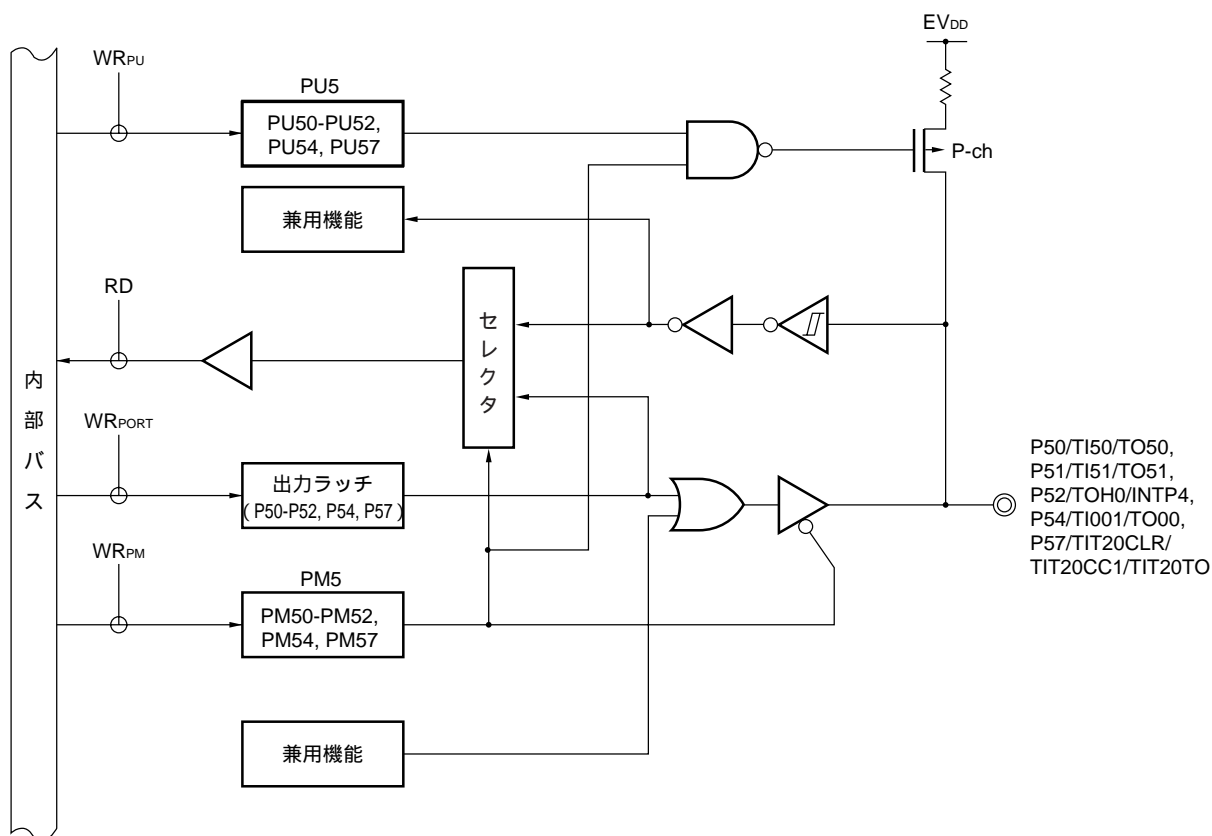 EVDD
WRPU
PU5
PU50-PU52,
PU54, PU57
P-ch
兼用機能
RD
セレクタ
内部バス
WRPORT
出力ラッチ
(P50-P52, P54, P57)
P50/TI50/TO50,
P51/TI51/TO51,
P52/TOH0/INTP4,
P54/TI001/TO00,
P57/TIT20CLR/
TIT20CC1/TIT20TO
WRPM
PM5
PM50-PM52,
PM54, PM57
兼用機能